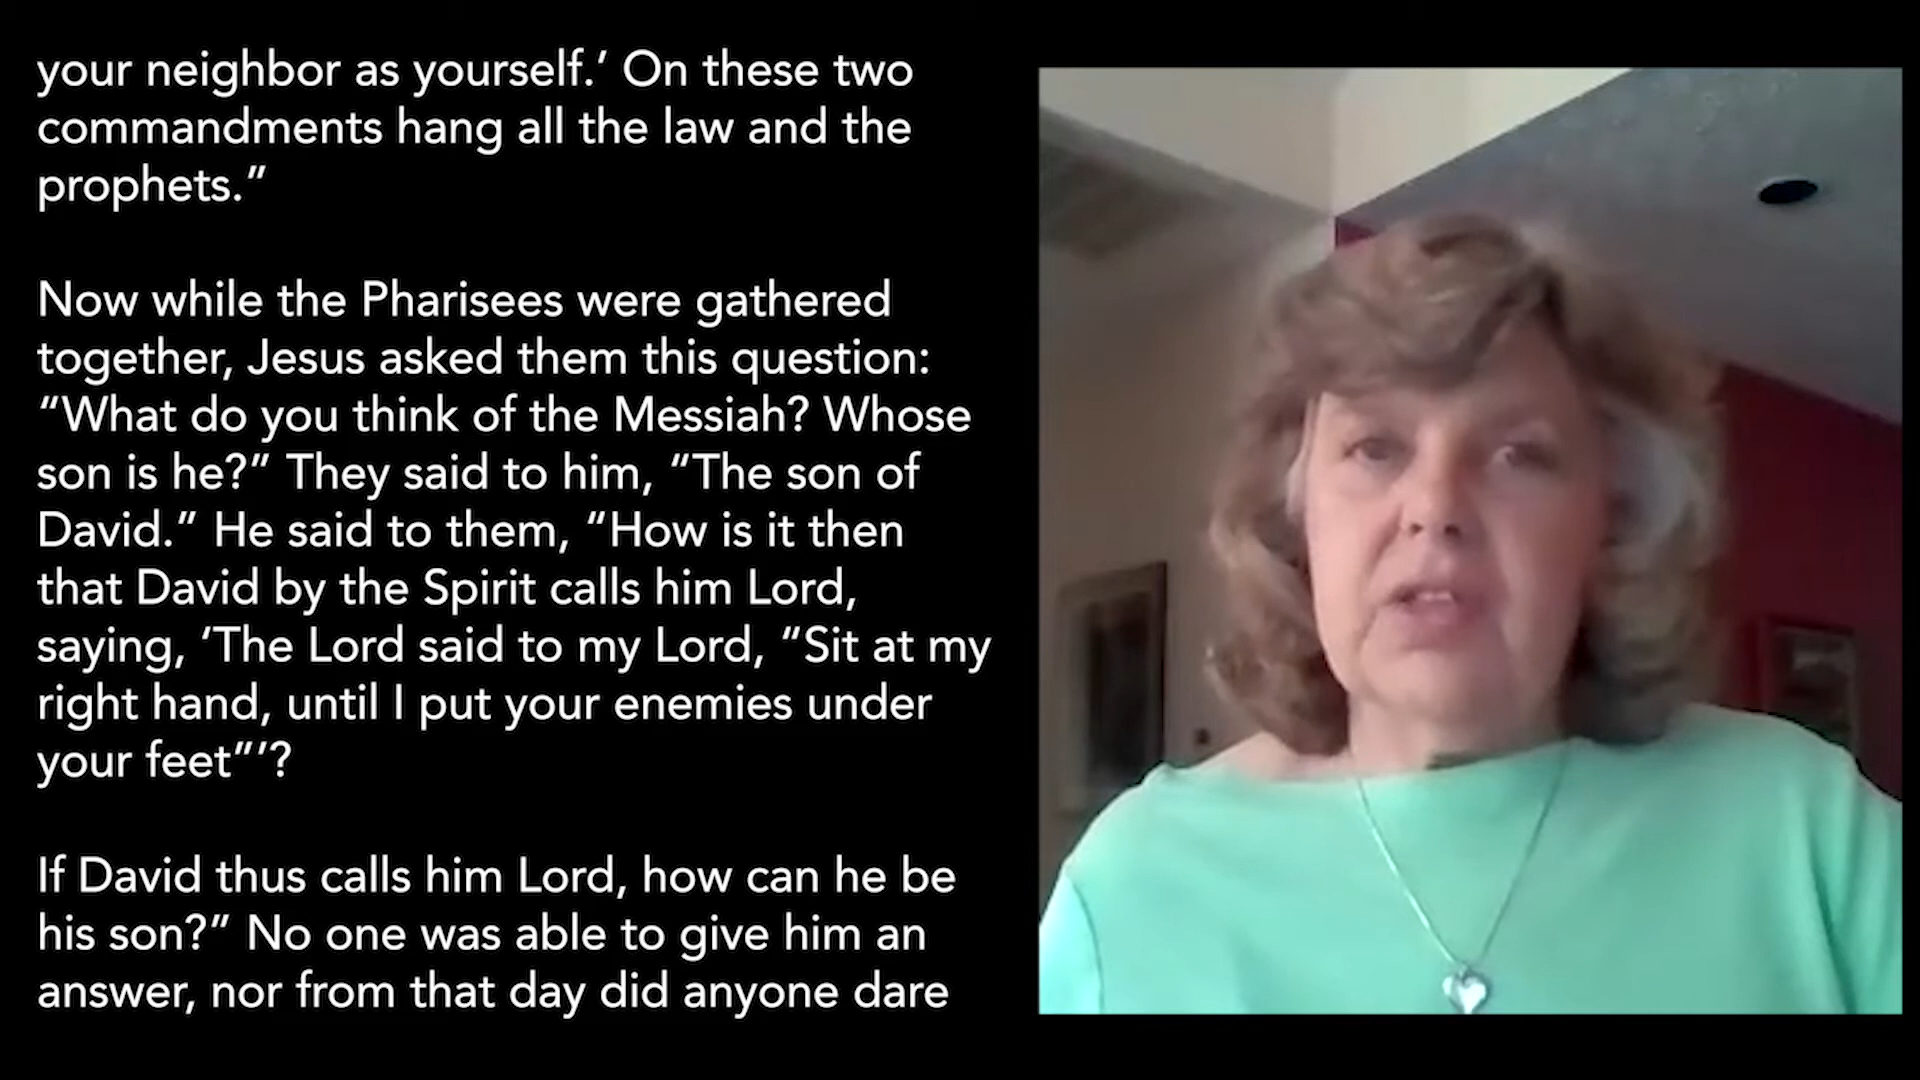 your neighbor as yourself.’ On these two
commandments hang all the law and the
prophets.”
Now while the Pharisees were gathered
together, Jesus asked them this question:
“What do you think of the Messiah? Whose
son is he?” They said to him, “The son of
David.” He said to them, “How is it then
that David by the Spirit calls him Lord,
saying, ‘The Lord said to my Lord, “Sit at my
right hand, until I put your enemies under
your feet”’?
If David thus calls him Lord, how can he be
his son?” No one was able to give him an
answer, nor from that day did anyone dare